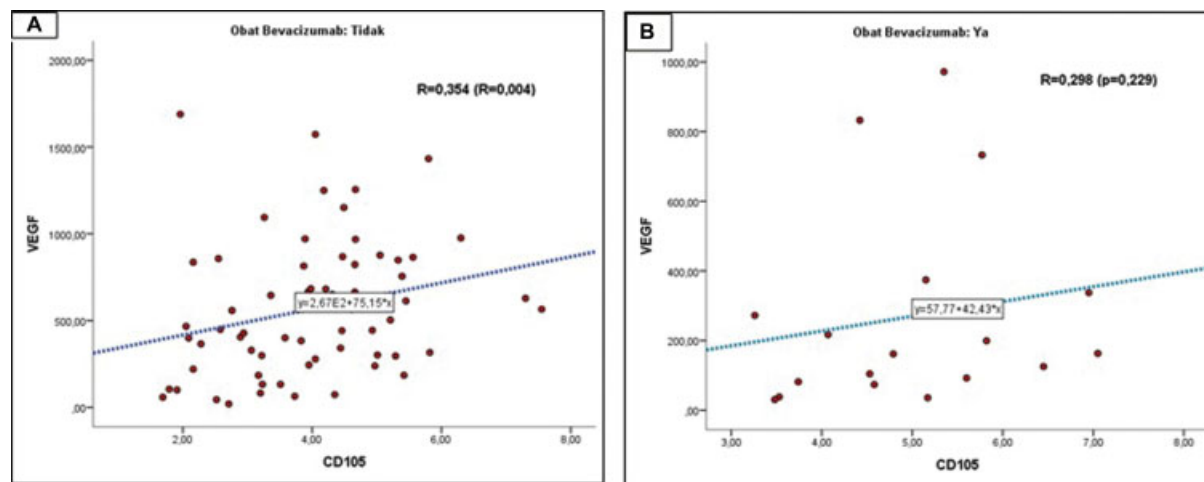 A
Obat Bevacizumab: Tidak
R=0,354 (R=0,004)
2000,00
1500,00
1000,00
500,00
,00
VEGF
y=2,67E2+75,15*x
2,00 4,00 6,00 8,00
CD105
B
Obat Bevacizumab: Ya
R=0,298 (p=0,229)
1000,00
800,00
600,00
400,00
200,00
,00
VEGF
y=57,77+42,43*x
3,00 4,00 5,00 6,00 7,00 8,00
CD105